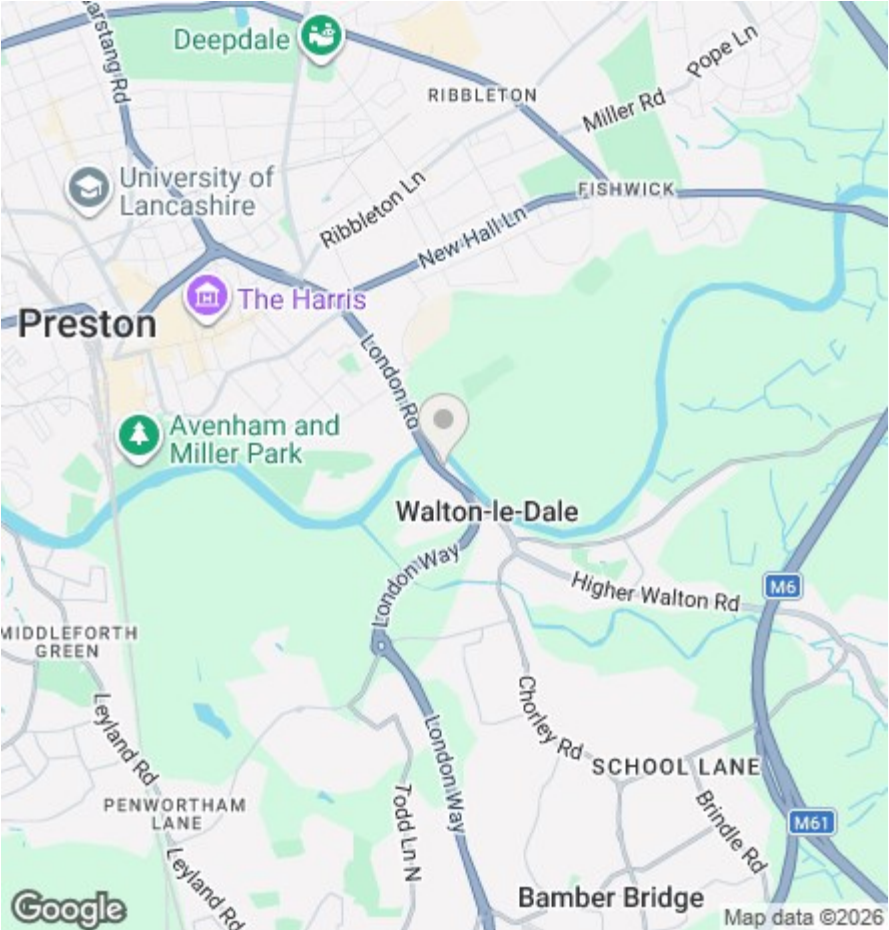 Garstang Rd
Deepdale
RIBBLETON
Pope Ln
Miller Rd
University of
Lancashire
Ribbleton Ln
FISHWICK
New Hall Ln
The Harris
Preston
London Rd
Avenham and
Miller Park
Walton-le-Dale
London Way
Higher Walton Rd
M6
MIDDLEFORTH
GREEN
Leyland Rd
Chorley Rd
London Way
SCHOOL LANE
PENWORTHAM
LANE
Todd Ln N
Brindle Rd
M61
Leyland Rd
Bamber Bridge
Google
Map data ©2026